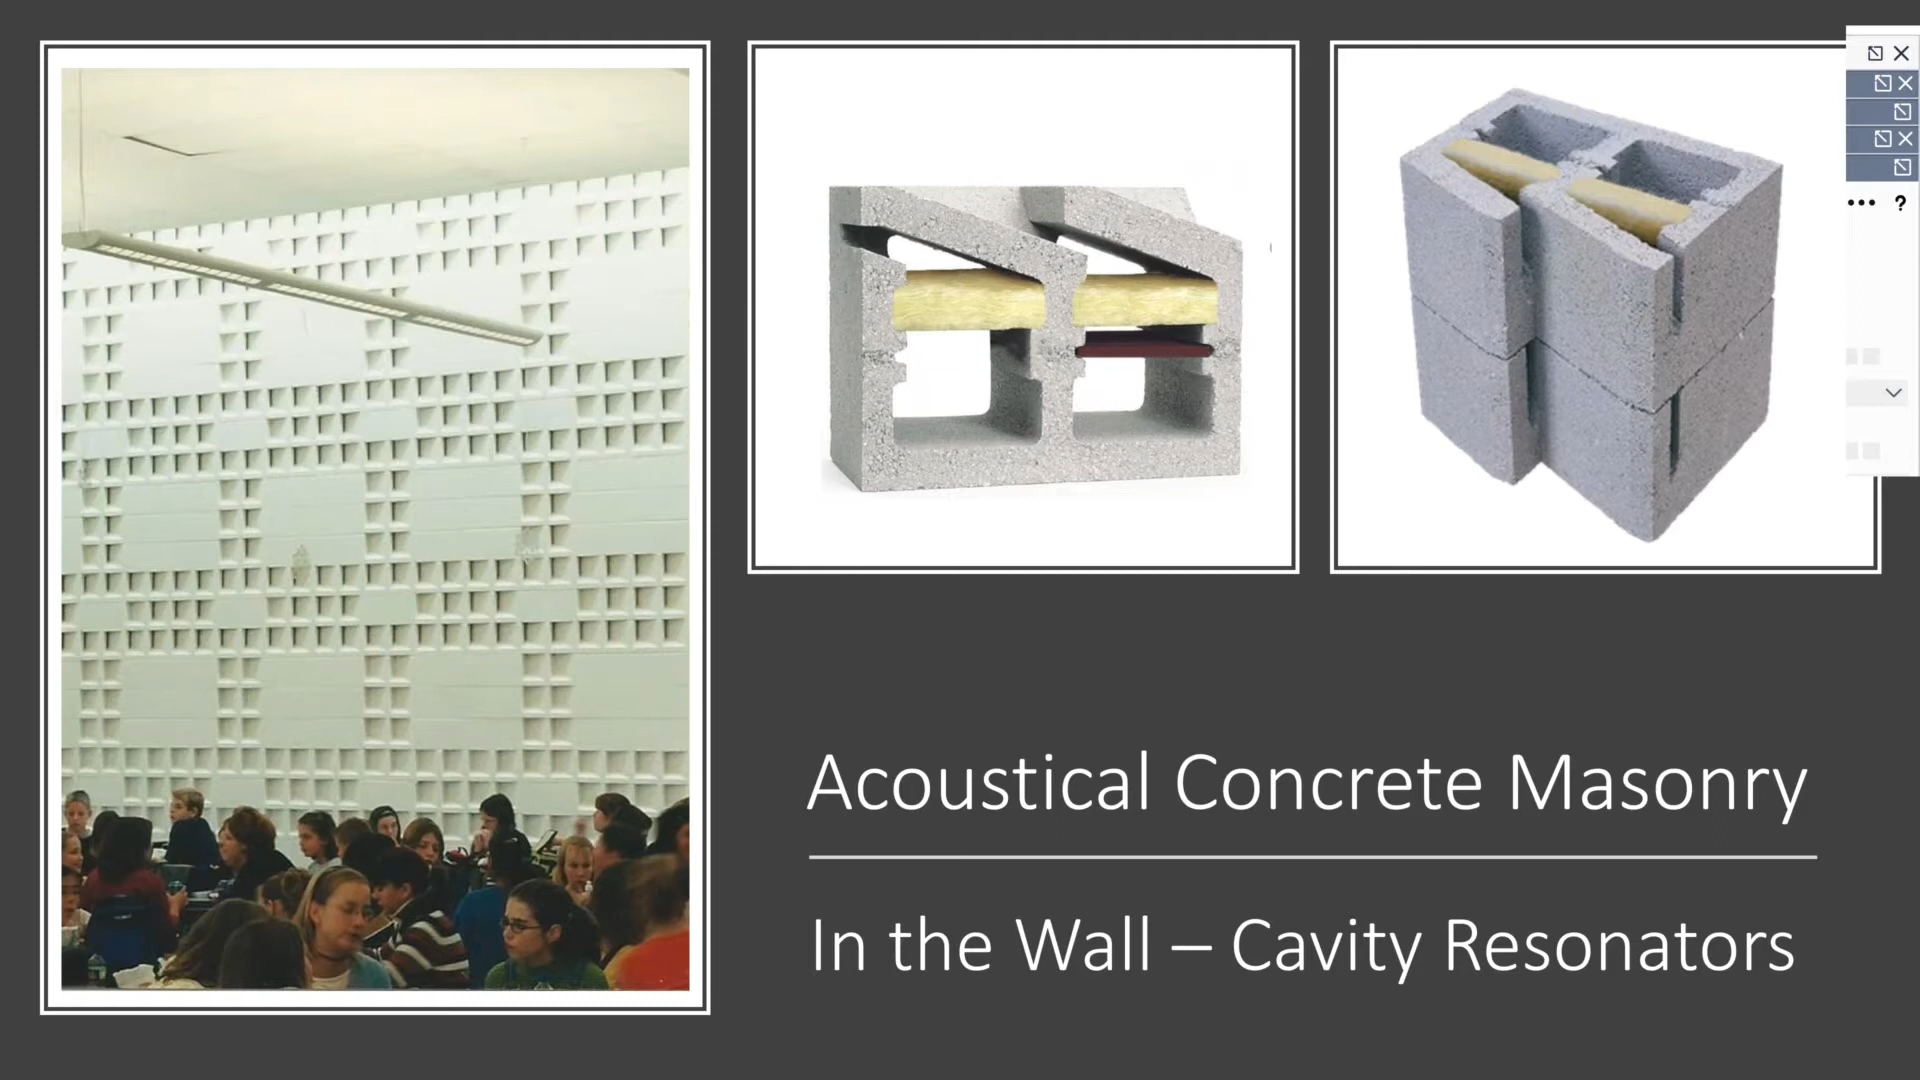 Acoustical Concrete Masonry
In the Wall – Cavity Resonators
... ?